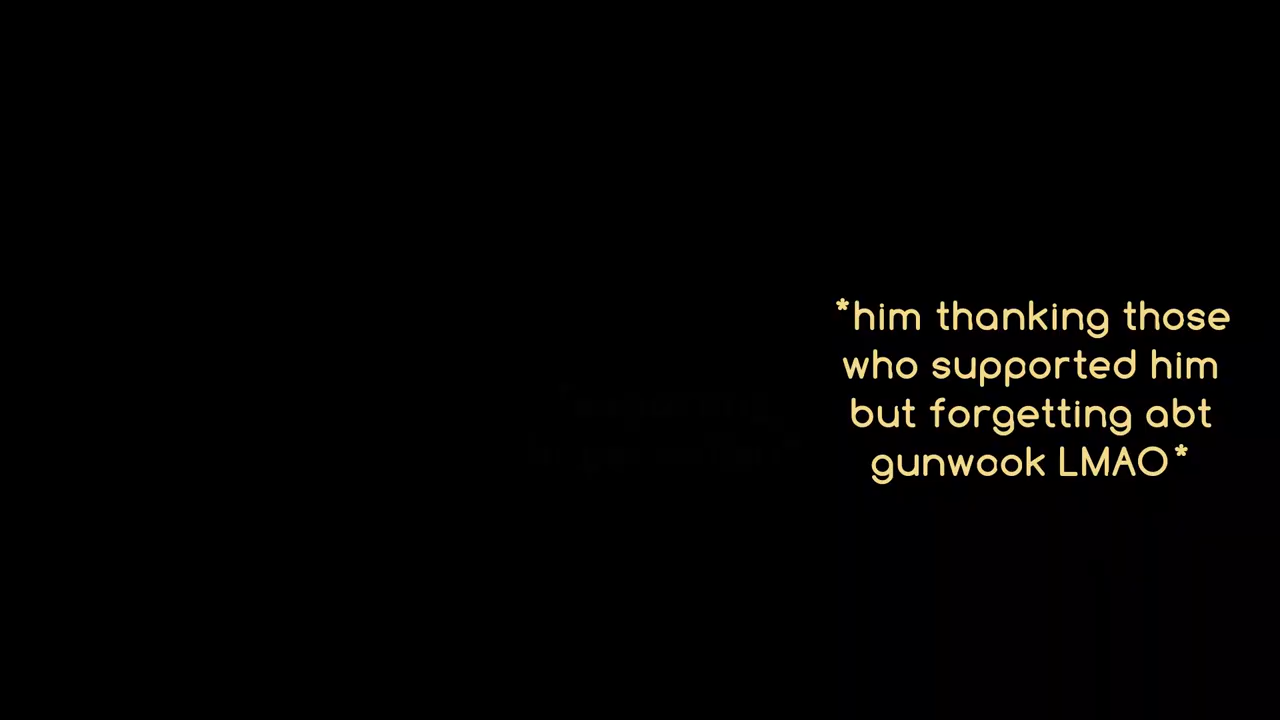 *him thanking those
who supported him
but forgetting abt
gunwook LMAO*